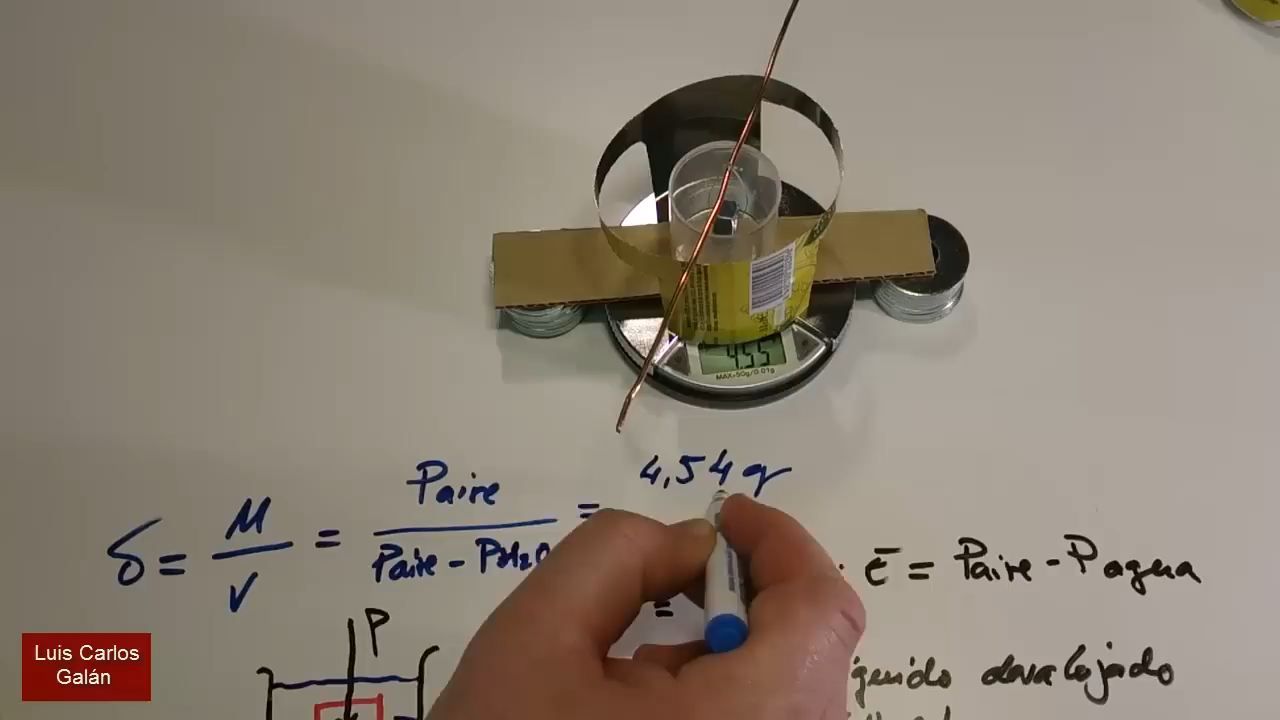 4.55
MAX=50g/0.01g
4,54 g
δ = M / V = Paire / Paire - PH₂O =
=
Ē = Paire - Pagua
P
desalojado
Luis Carlos
Galán